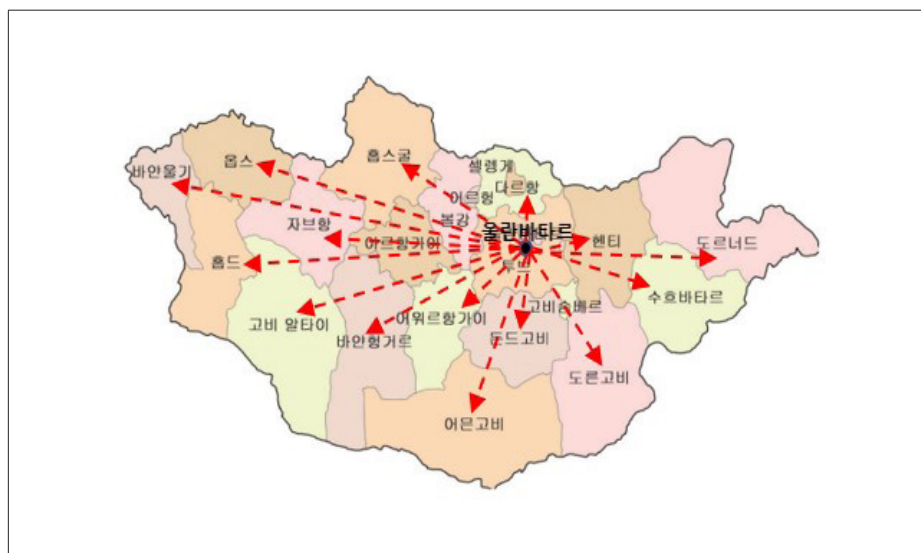 옵스
홉스굴
셀렝게
바얀울기
다르항
어르헝
자브항
볼강
울란바타르
아르항가이
헨티
도르너드
홉드
투브
수흐바타르
고비숨베르
고비 알타이
어워르항가이
바얀헝거르
둔드고비
도른고비
어믄고비